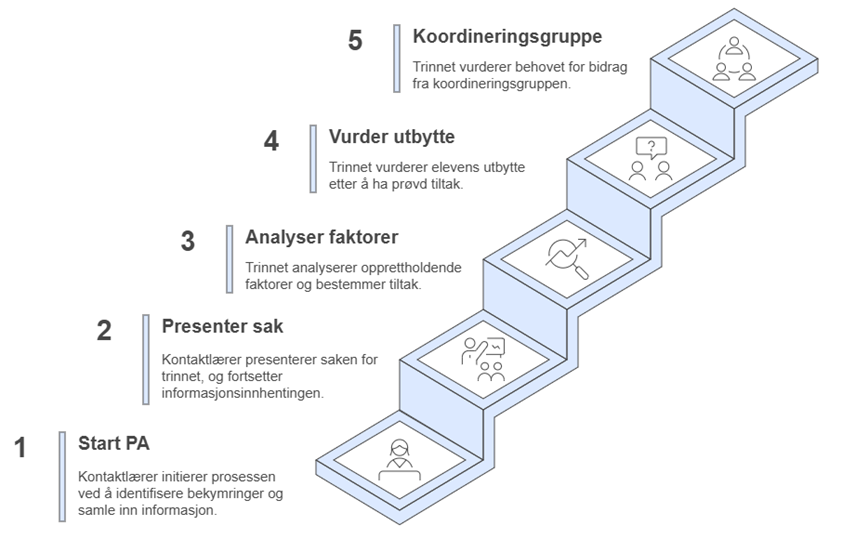 5
Koordineringsgruppe
Trinnet vurderer behovet for bidrag
fra koordineringsgruppen.
4
Vurder utbytte
Trinnet vurderer elevens utbytte
etter å ha prøvd tiltak.
?
3
Analyser faktorer
Trinnet analyserer opprettholdende
faktorer og bestemmer tiltak.
2
Presenter sak
Kontaktlærer presenterer saken for
trinnet, og fortsetter
informasjonsinnhentingen.
1
Start PA
Kontaktlærer initierer prosessen
ved å identifisere bekymringer og
samle inn informasjon.